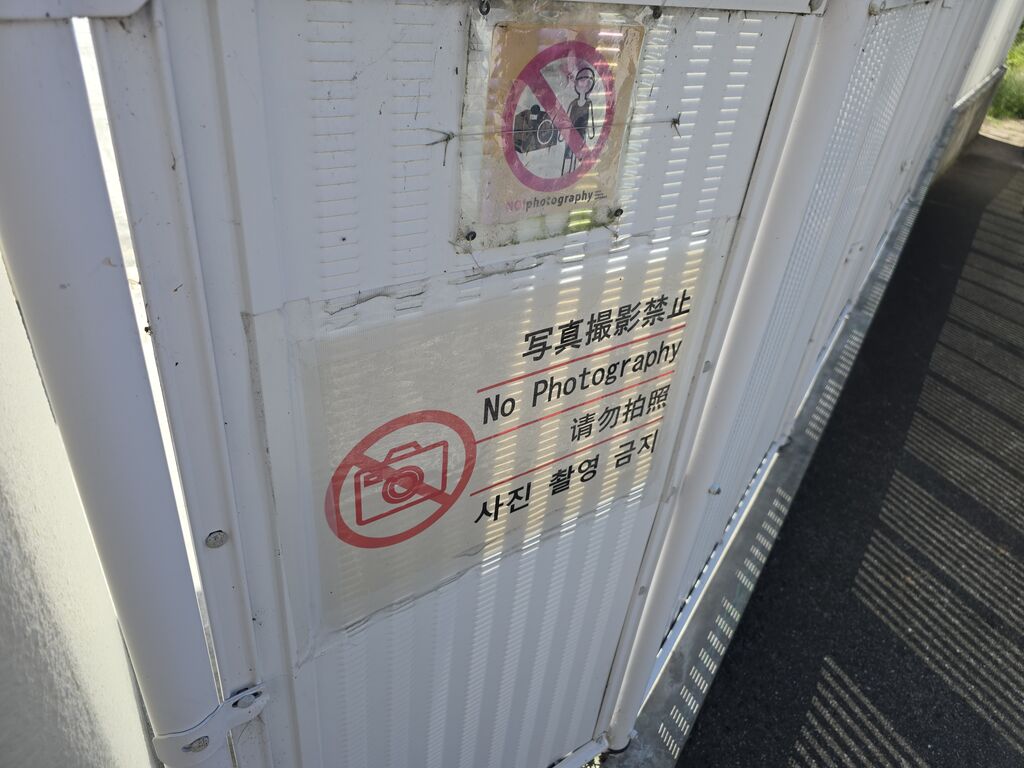 NO!photography
写真撮影禁止
No Photography
请勿拍照
사진 촬영 금지